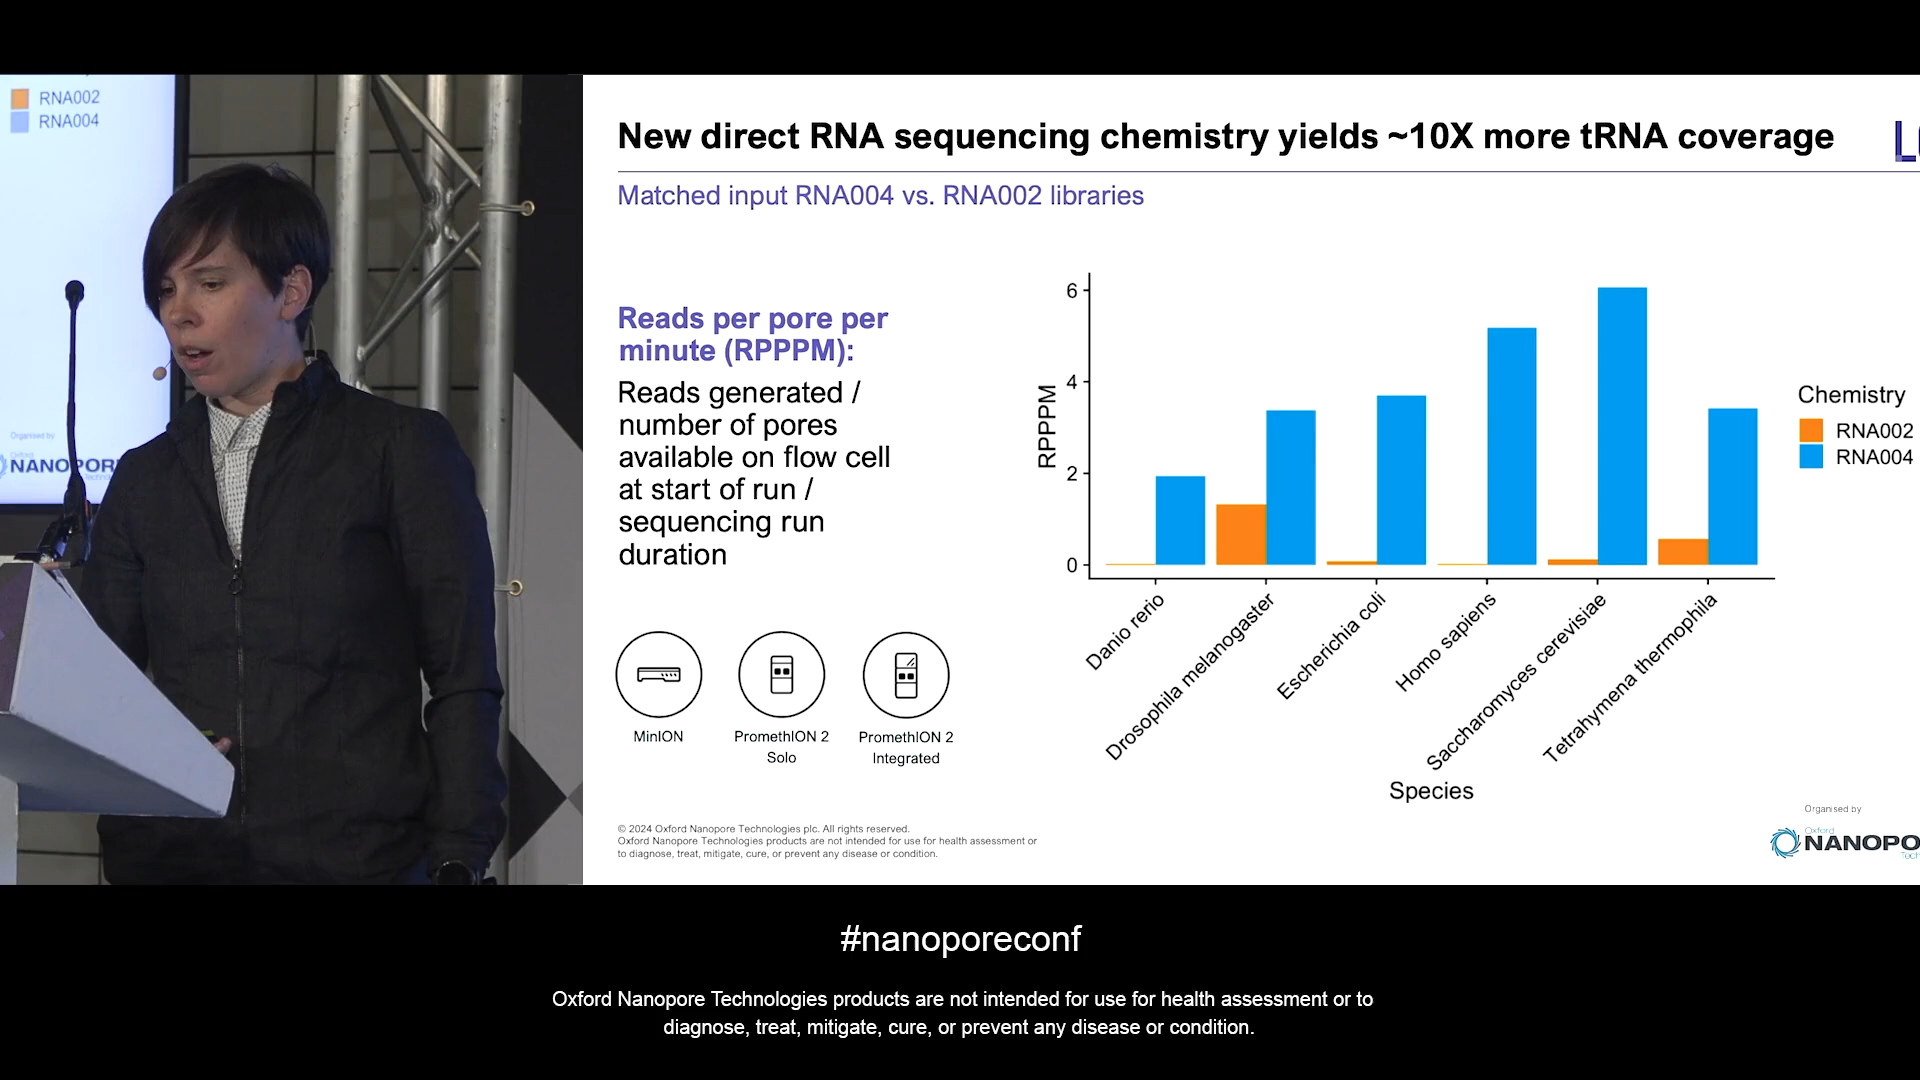 RNA002
RNA004
Organised by
Oxford
NANOPOR
New direct RNA sequencing chemistry yields ~10X more tRNA coverage
Matched input RNA004 vs. RNA002 libraries
Reads per pore per
minute (RPPPM):
Reads generated /
number of pores
available on flow cell
at start of run /
sequencing run
duration
MinION
PromethION 2
Solo
PromethION 2
Integrated
RPPPM
6
4
2
0
Danio rerio
Drosophila melanogaster
Escherichia coli
Homo sapiens
Saccharomyces cerevisiae
Tetrahymena thermophila
Species
Chemistry
RNA002
RNA004
© 2024 Oxford Nanopore Technologies plc. All rights reserved.
Oxford Nanopore Technologies products are not intended for use for health assessment or
to diagnose, treat, mitigate, cure, or prevent any disease or condition.
Organised by
Oxford
NANOPO
Tech
#nanoporeconf
Oxford Nanopore Technologies products are not intended for use for health assessment or to
diagnose, treat, mitigate, cure, or prevent any disease or condition.